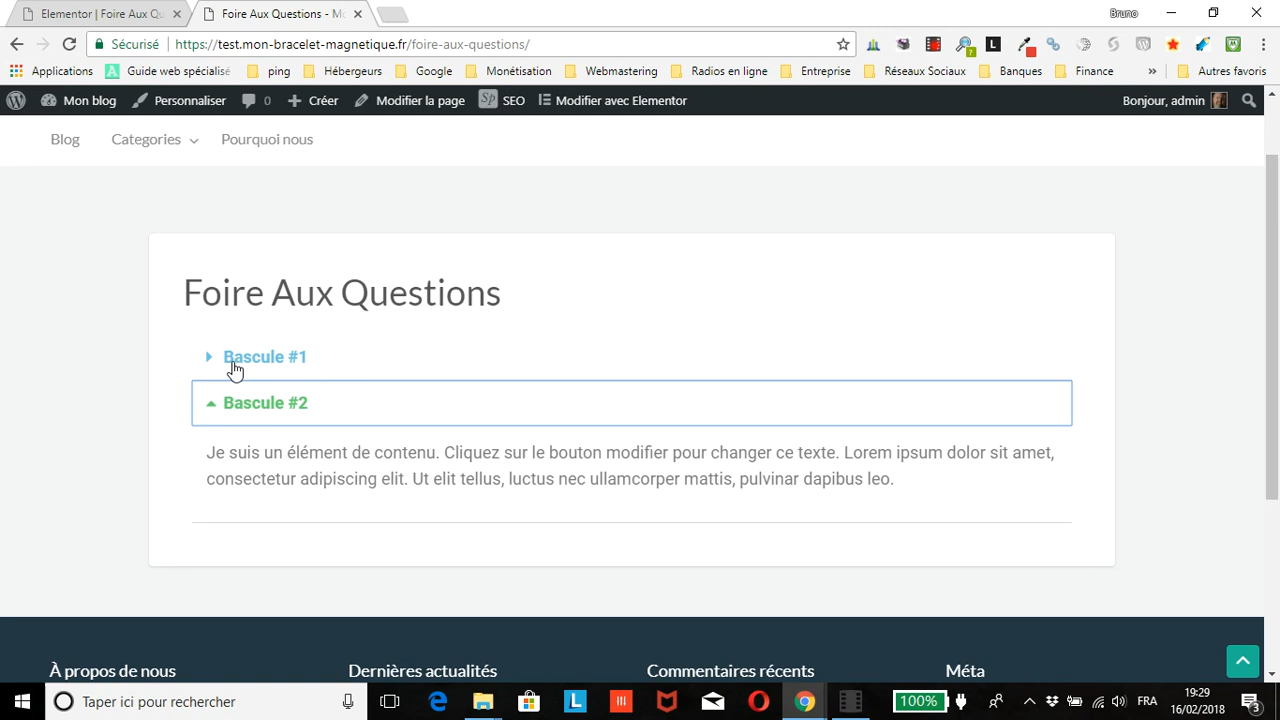 Elementor | Foire Aux Qu
Foire Aux Questions - Mo
Bruno
Sécurisé
https://test.mon-bracelet-magnetique.fr/foire-aux-questions/
Applications
Guide web spécialisé
ping
Hébergeurs
Google
Monétisation
Webmastering
Radios en ligne
Entreprise
Réseaux Sociaux
Banques
Finance
»
Autres favoris
Mon blog
Personnaliser
0
Créer
Modifier la page
Sp SEO
Modifier avec Elementor
Bonjour, admin
Blog
Categories
Pourquoi nous
Foire Aux Questions
Bascule #1
Bascule #2
Je suis un élément de contenu. Cliquez sur le bouton modifier pour changer ce texte. Lorem ipsum dolor sit amet,
consectetur adipiscing elit. Ut elit tellus, luctus nec ullamcorper mattis, pulvinar dapibus leo.
À propos de nous
Dernières actualités
Commentaires récents
Méta
Taper ici pour rechercher
100%
FRA
19:29
16/02/2018
3